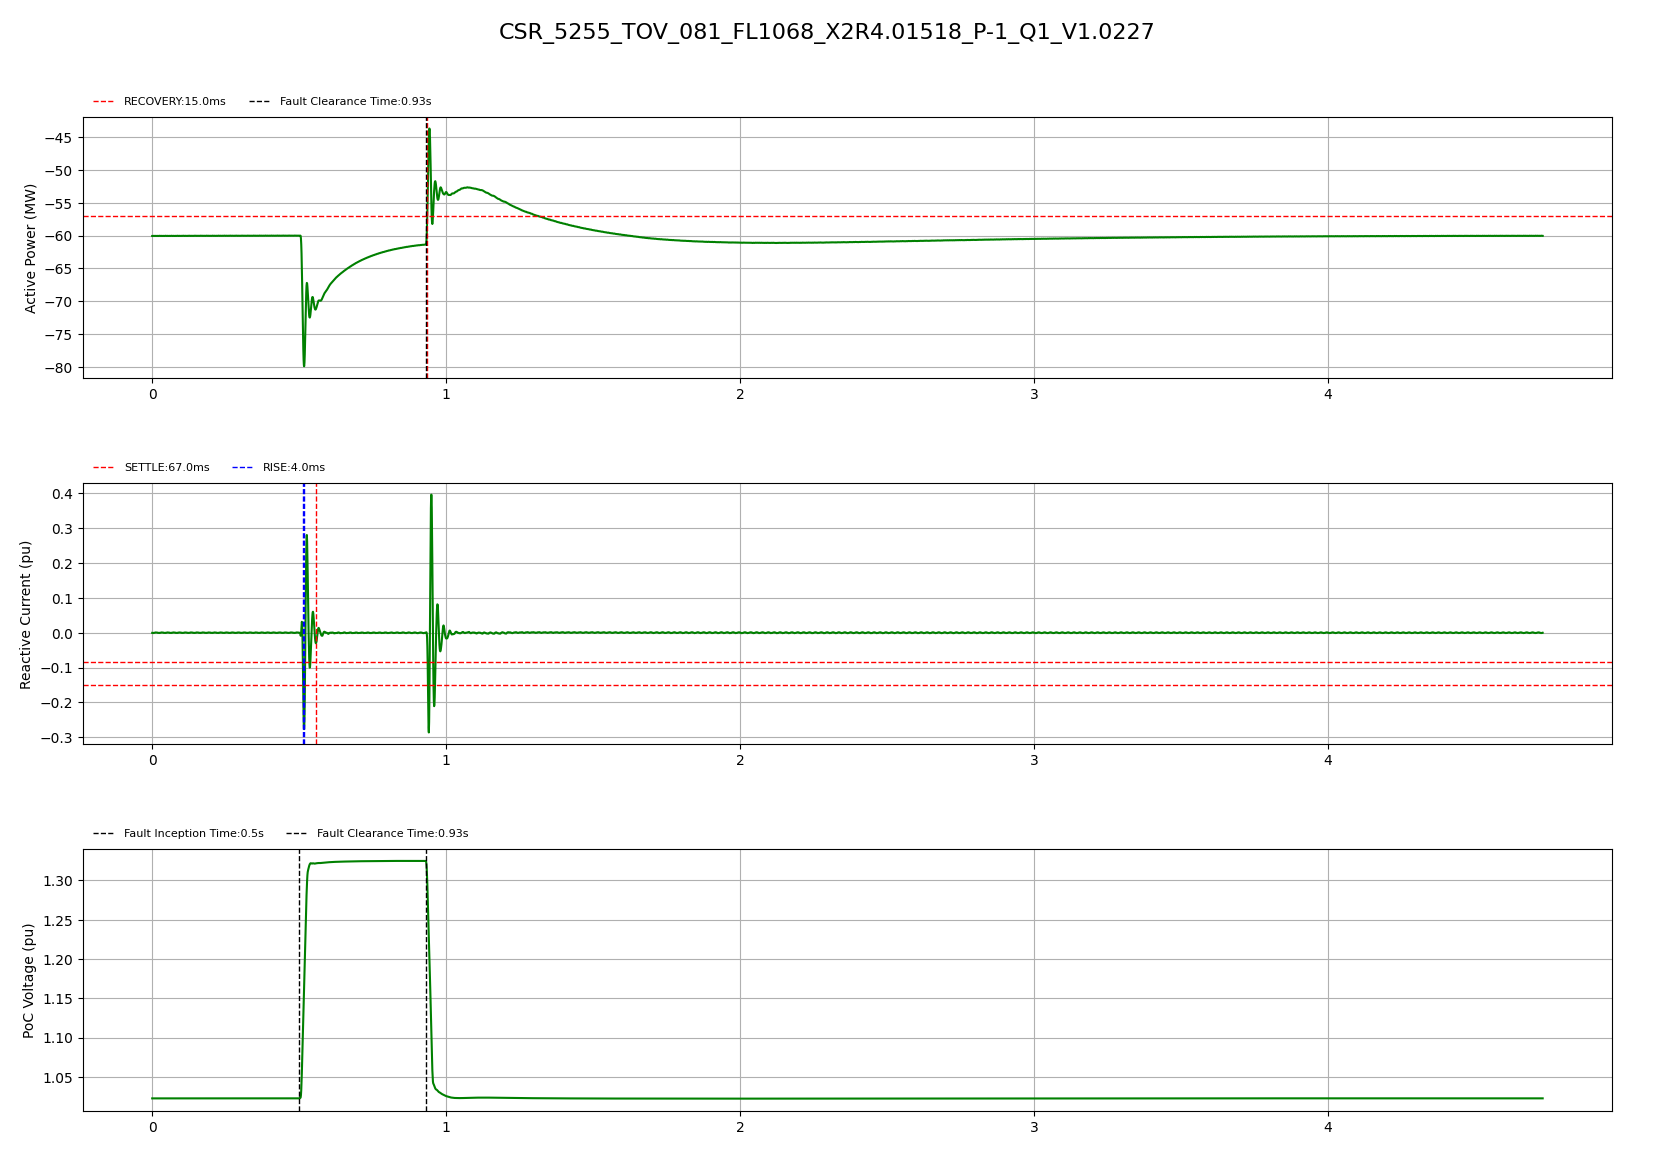 CSR_5255_TOV_081_FL1068_X2R4.01518_P-1_Q1_V1.0227
RECOVERY:15.0ms Fault Clearance Time:0.93s
Active Power (MW)
−45
−50
−55
−60
−65
−70
−75
−80
0 1 2 3 4
SETTLE:67.0ms RISE:4.0ms
Reactive Current (pu)
0.4
0.3
0.2
0.1
0.0
−0.1
−0.2
−0.3
0 1 2 3 4
Fault Inception Time:0.5s Fault Clearance Time:0.93s
PoC Voltage (pu)
1.30
1.25
1.20
1.15
1.10
1.05
0 1 2 3 4